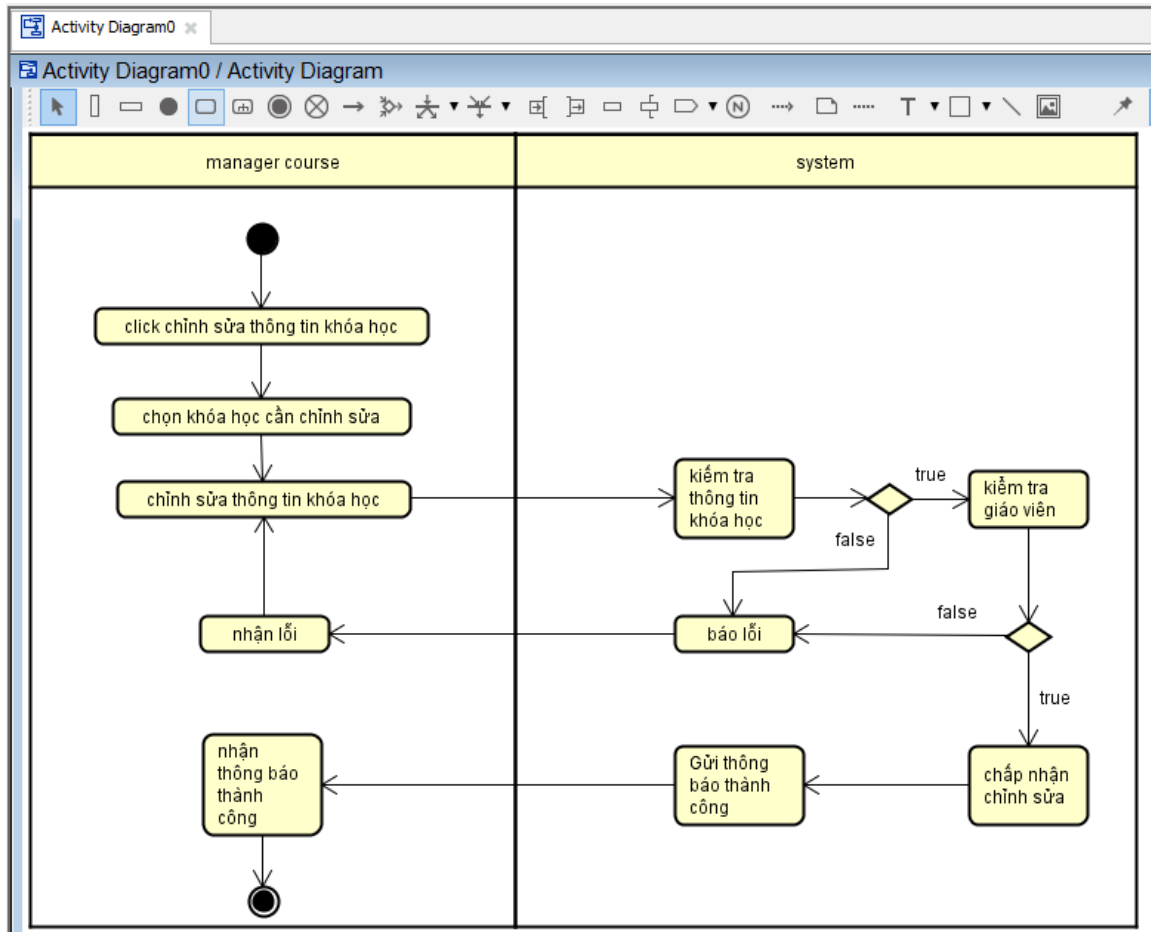 Activity Diagram0
Activity Diagram0 / Activity Diagram
N
T
manager course
system
click chỉnh sửa thông tin khóa học
chọn khóa học cần chỉnh sửa
chỉnh sửa thông tin khóa học
kiểm tra
thông tin
khóa học
true
kiểm tra
giáo viên
false
nhận lỗi
báo lỗi
false
true
nhận
thông báo
thành
công
Gửi thông
báo thành
công
chấp nhận
chỉnh sửa